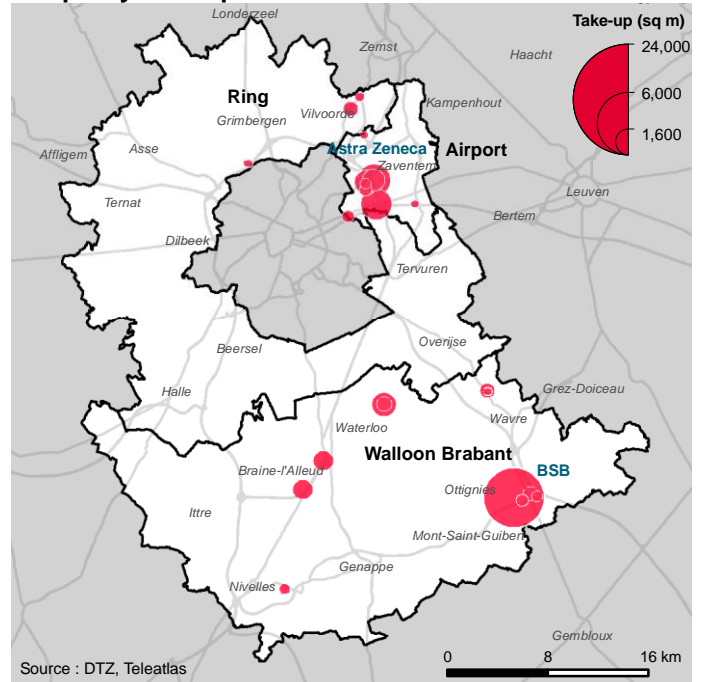 Londerzeel
Take-up (sq m)
24,000
6,000
1,600
Zemst
Haacht
Ring
Vilvoorde
Kampenhout
Grimbergen
Asse
Affligem
Astra Zeneca
Airport
Zaventem
Leuven
Ternat
Bertem
Dilbeek
Tervuren
Overijse
Beersel
Halle
Grez-Doiceau
Wavre
Waterloo
Walloon Brabant
Braine-l'Alleud
BSB
Ottignies
Ittre
Mont-Saint-Guibert
Genappe
Nivelles
Gembloux
Source : DTZ, Teleatlas
0 8 16 km